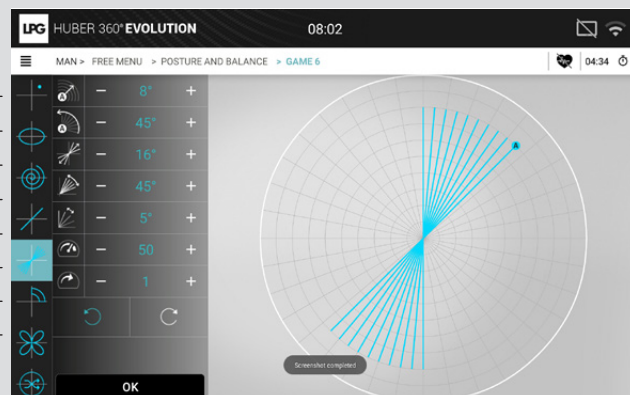 LPG HUBER 360° EVOLUTION 08:02
MAN > FREE MENU > POSTURE AND BALANCE > GAME 6 04:34
A − 8° +
A − 45° +
− 16° +
− 45° +
− 5° +
− 50 +
− 1 +
A
Screenshot completed
OK